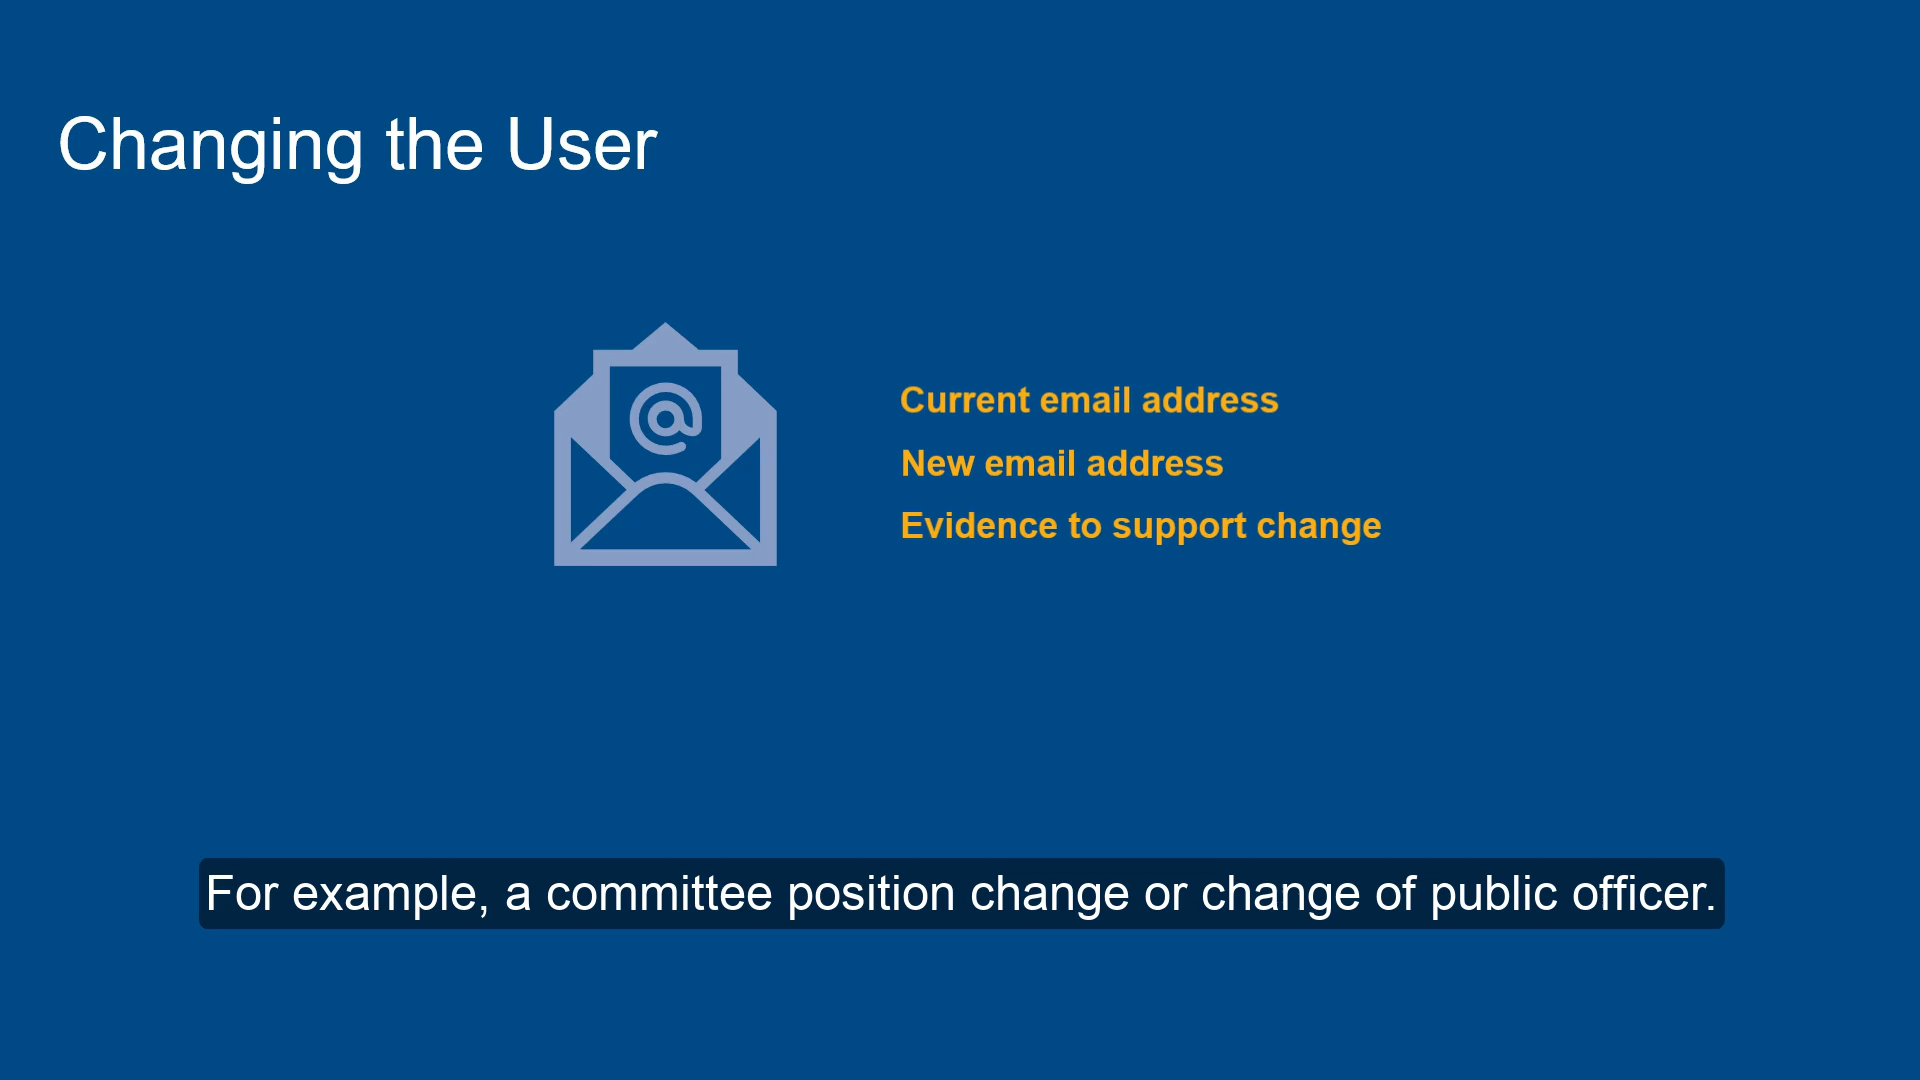 Changing the User
Current email address
New email address
Evidence to support change
For example, a committee position change or change of public officer.